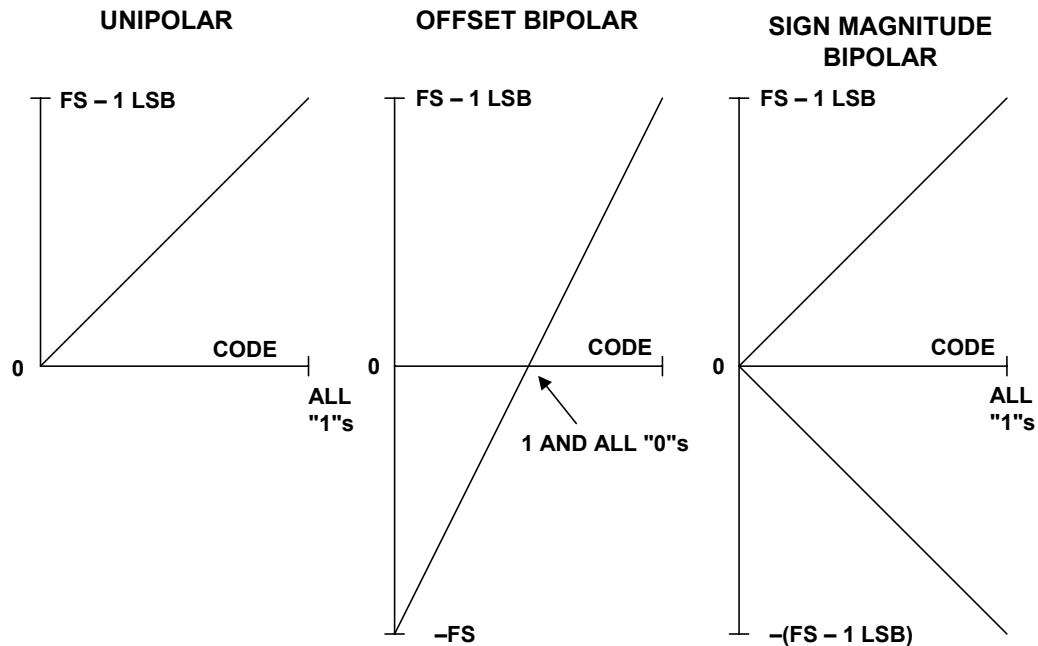 UNIPOLAR
FS – 1 LSB
0
CODE
ALL
"1"s
OFFSET BIPOLAR
FS – 1 LSB
0
CODE
1 AND ALL "0"s
–FS
SIGN MAGNITUDE
BIPOLAR
FS – 1 LSB
0
CODE
ALL
"1"s
–(FS – 1 LSB)